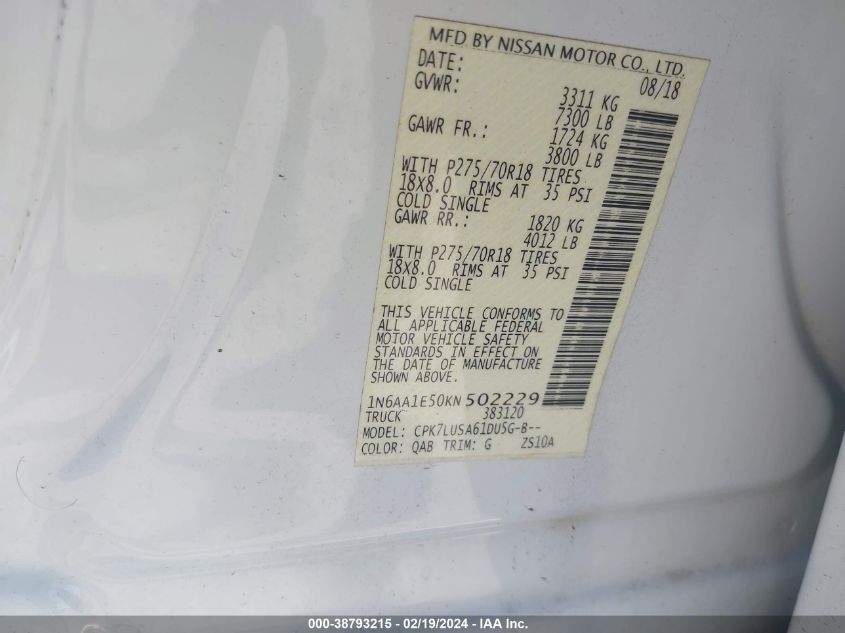 MFD BY NISSAN MOTOR CO., LTD.
DATE: 08/18
GVWR: 3311 KG
7300 LB
GAWR FR.: 1724 KG
3800 LB
WITH P275/70R18 TIRES
18X8.0 RIMS AT 35 PSI
COLD SINGLE
GAWR RR.: 1820 KG
4012 LB
WITH P275/70R18 TIRES
18X8.0 RIMS AT 35 PSI
COLD SINGLE
THIS VEHICLE CONFORMS TO
ALL APPLICABLE FEDERAL
MOTOR VEHICLE SAFETY
STANDARDS IN EFFECT ON
THE DATE OF MANUFACTURE
SHOWN ABOVE.
1N6AA1E50KN502229
TRUCK 383120
MODEL: CPK7LUSA61DU5G-B--
COLOR: QAB TRIM: G ZS10A
000-38793215 - 02/19/2024 - IAA Inc.